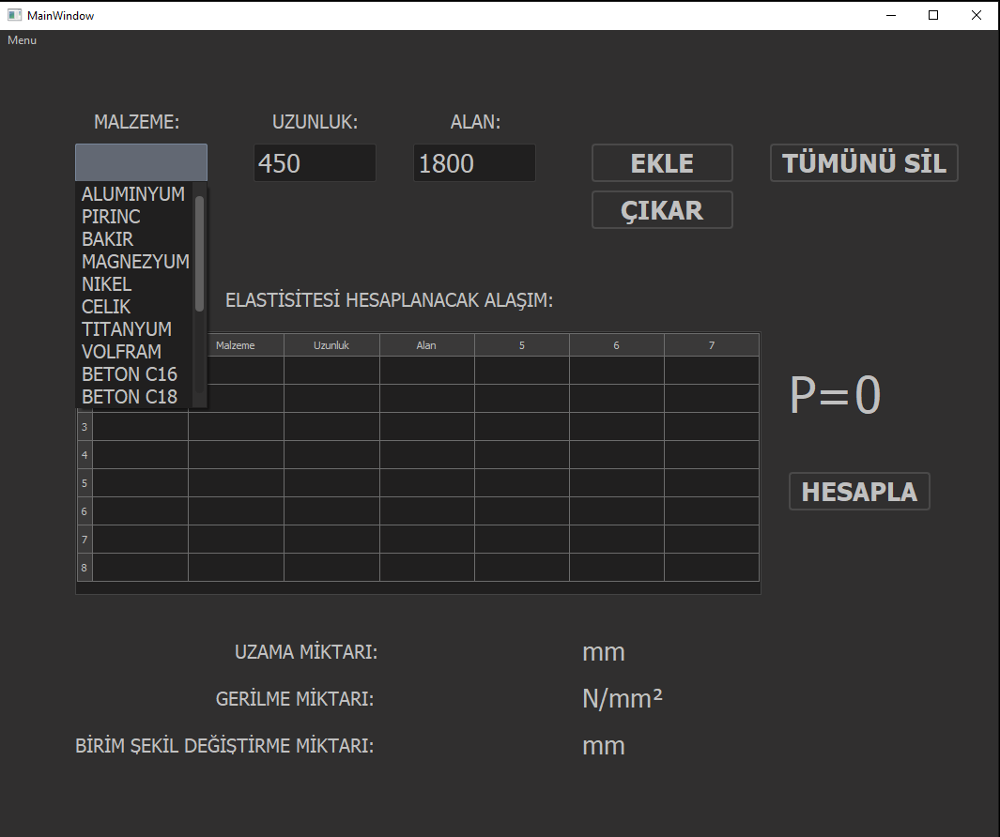 MainWindow
Menu
MALZEME: UZUNLUK: ALAN:
450 1800 EKLE TÜMÜNÜ SİL
ÇIKAR
ALUMINYUM
PIRINC
BAKIR
MAGNEZYUM
NIKEL
CELIK
TITANYUM
VOLFRAM
BETON C16
BETON C18
ELASTİSİTESİ HESAPLANACAK ALAŞIM:
Malzeme Uzunluk Alan 5 6 7
3
4
5
6
7
8
P=0
HESAPLA
UZAMA MİKTARI: mm
GERİLME MİKTARI: N/mm²
BİRİM ŞEKİL DEĞİŞTİRME MİKTARI: mm